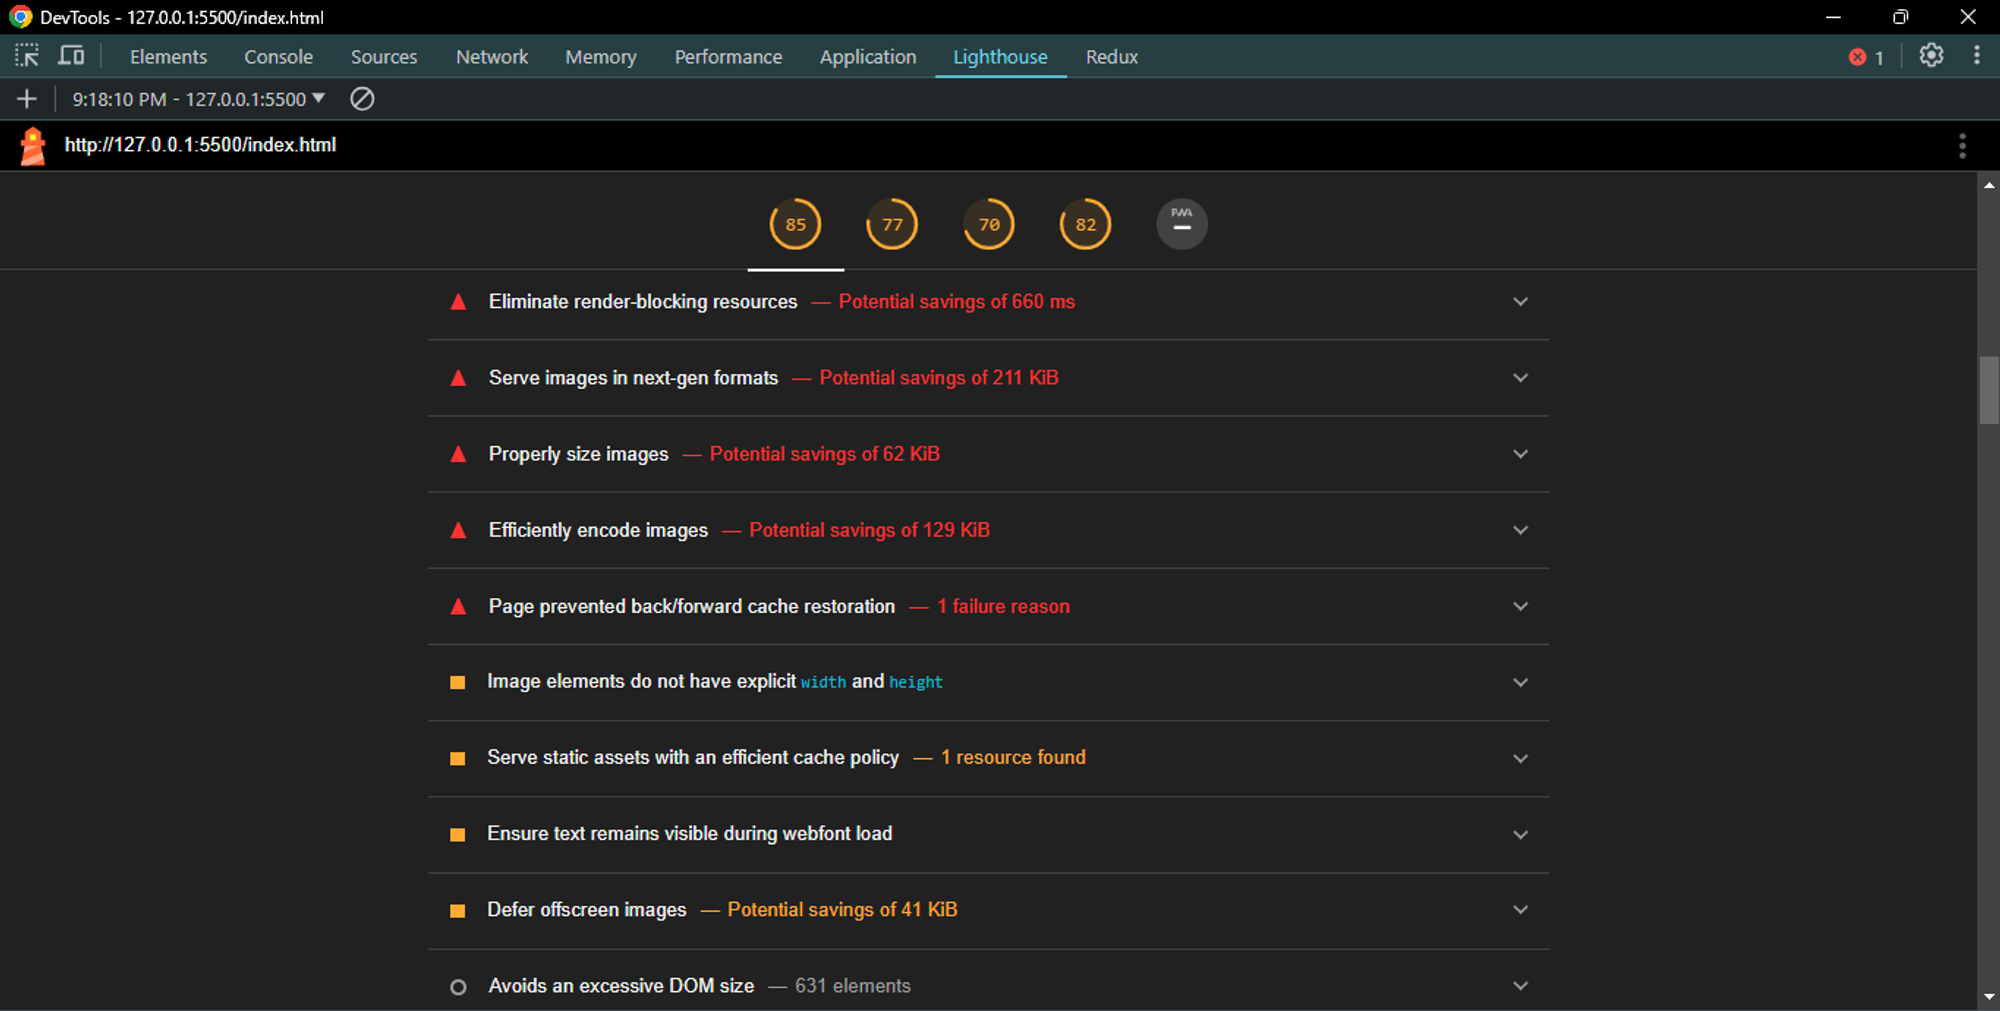 DevTools - 127.0.0.1:5500/index.html
Elements Console Sources Network Memory Performance Application Lighthouse Redux 1
9:18:10 PM - 127.0.0.1:5500
http://127.0.0.1:5500/index.html
85 77 70 82 PWA
Eliminate render-blocking resources — Potential savings of 660 ms
Serve images in next-gen formats — Potential savings of 211 KiB
Properly size images — Potential savings of 62 KiB
Efficiently encode images — Potential savings of 129 KiB
Page prevented back/forward cache restoration — 1 failure reason
Image elements do not have explicit width and height
Serve static assets with an efficient cache policy — 1 resource found
Ensure text remains visible during webfont load
Defer offscreen images — Potential savings of 41 KiB
Avoids an excessive DOM size — 631 elements